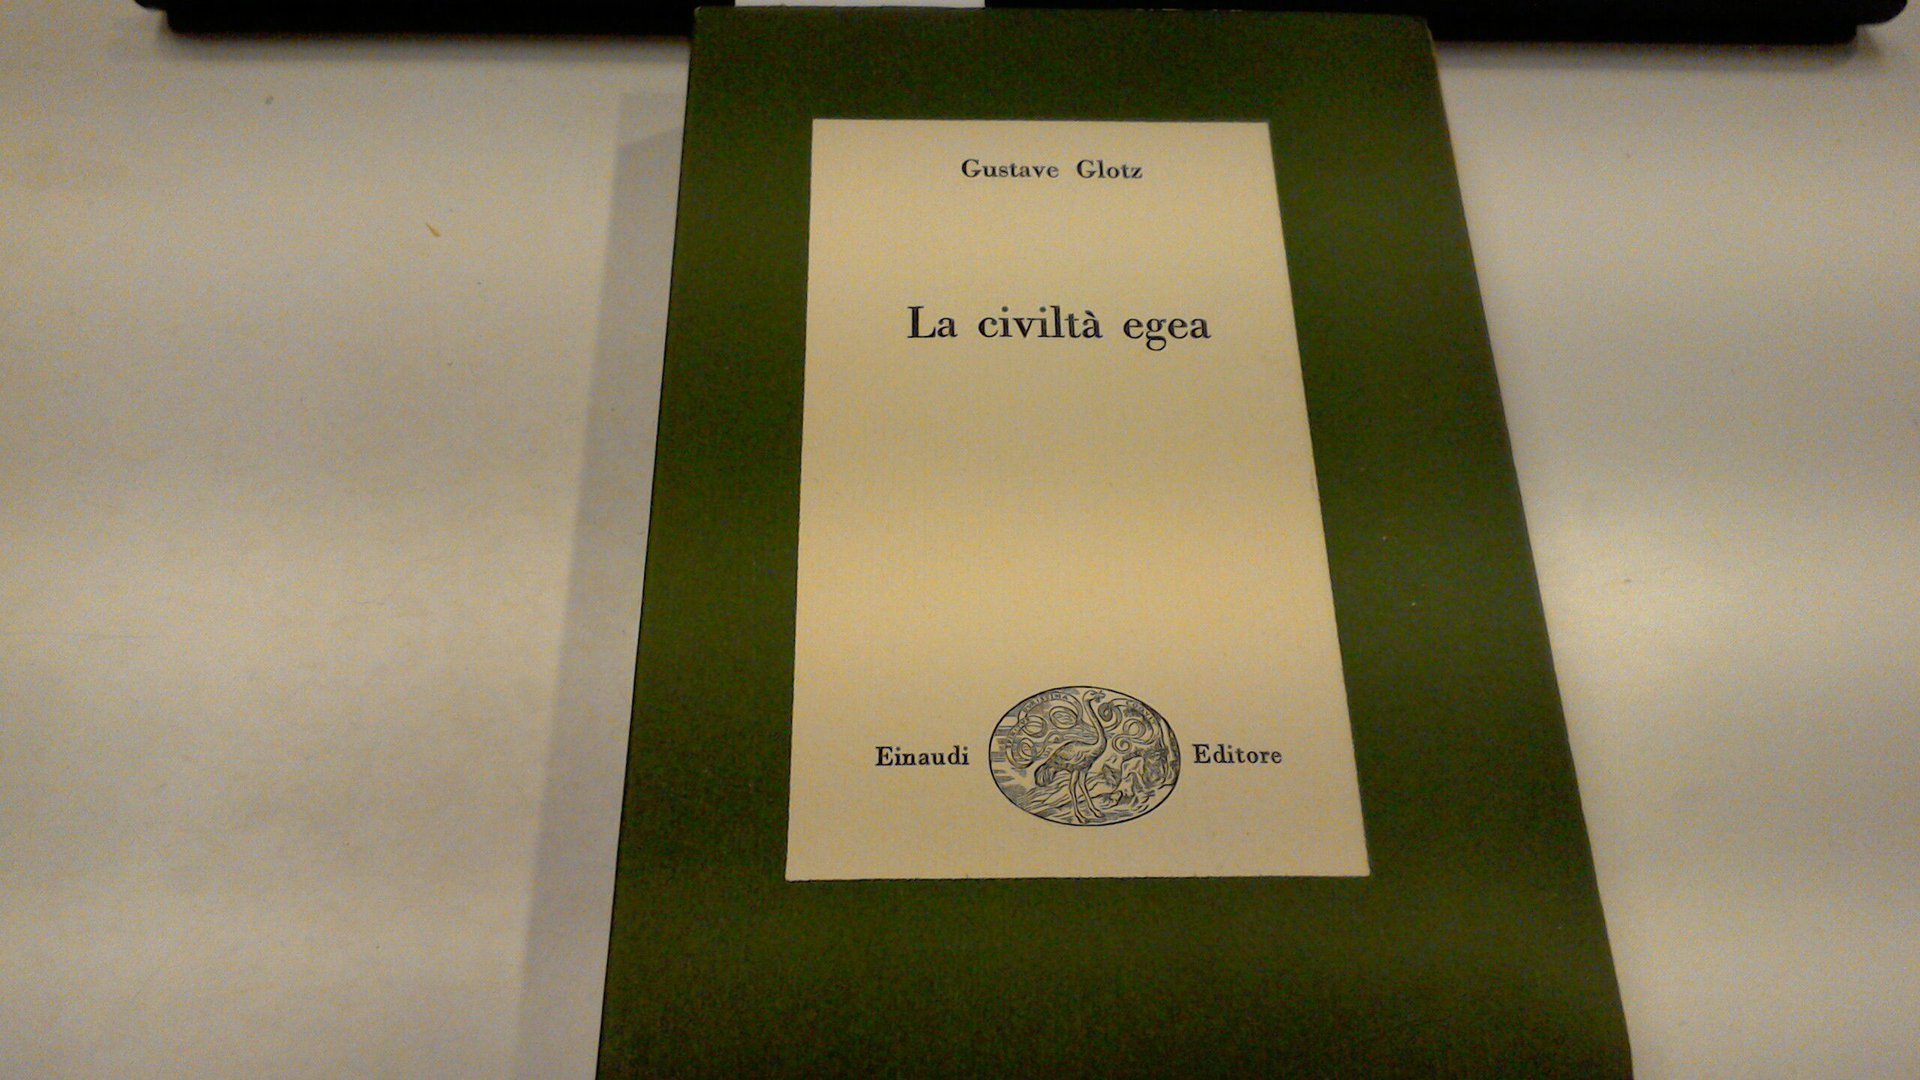 Gustave Glotz
La civiltà egea
Einaudi Editore